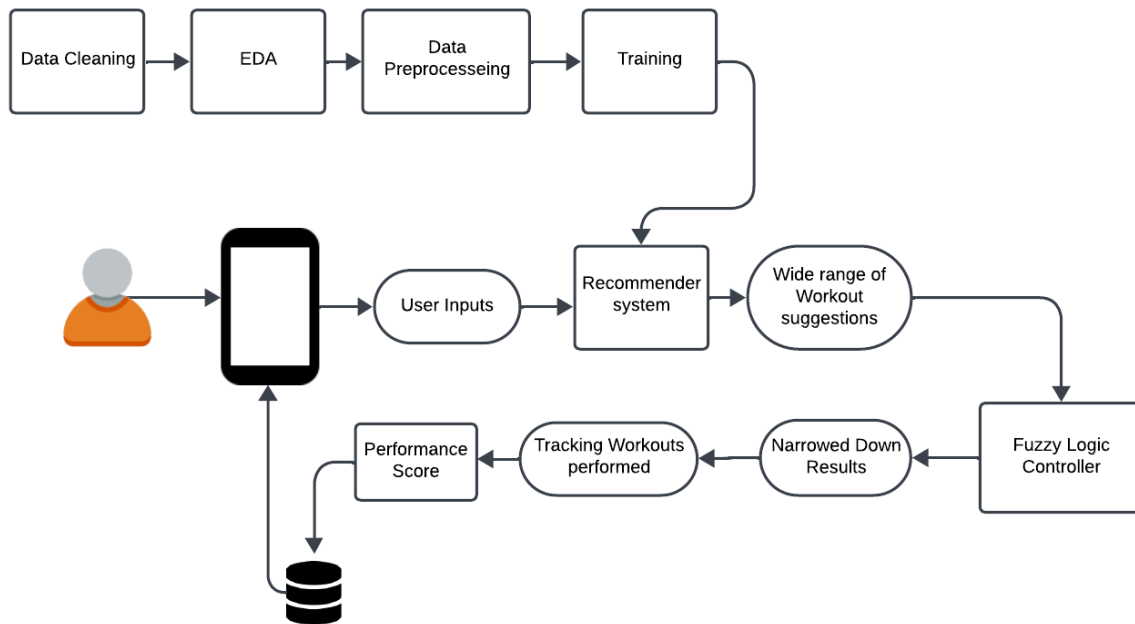 Data Cleaning
EDA
Data
Preprocesseing
Training
User Inputs
Recommender
system
Wide range of
Workout
suggestions
Performance
Score
Tracking Workouts
performed
Narrowed Down
Results
Fuzzy Logic
Controller